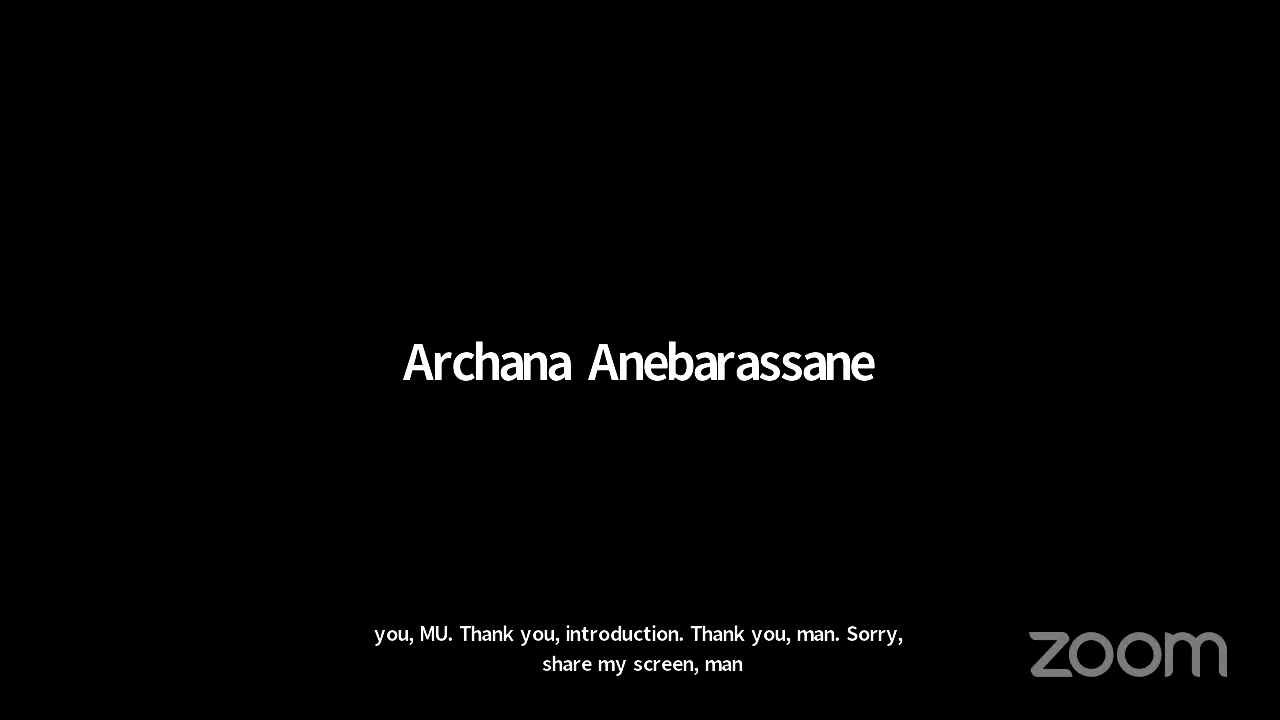 Archana Anebarassane
you, MU. Thank you, introduction. Thank you, man. Sorry,
share my screen, man
zoom